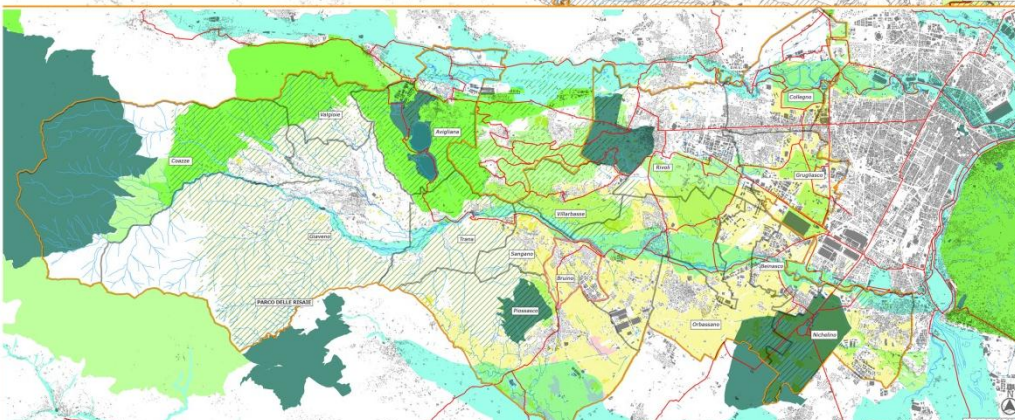 Collegno
Valgioie
Avigliana
Coazze
Rivoli
Grugliasco
Villarbasse
Giaveno
Trana
Sangano
Beinasco
Bruino
PARCO DELLE RISAIE
Piossasco
Orbassano
Nichelino